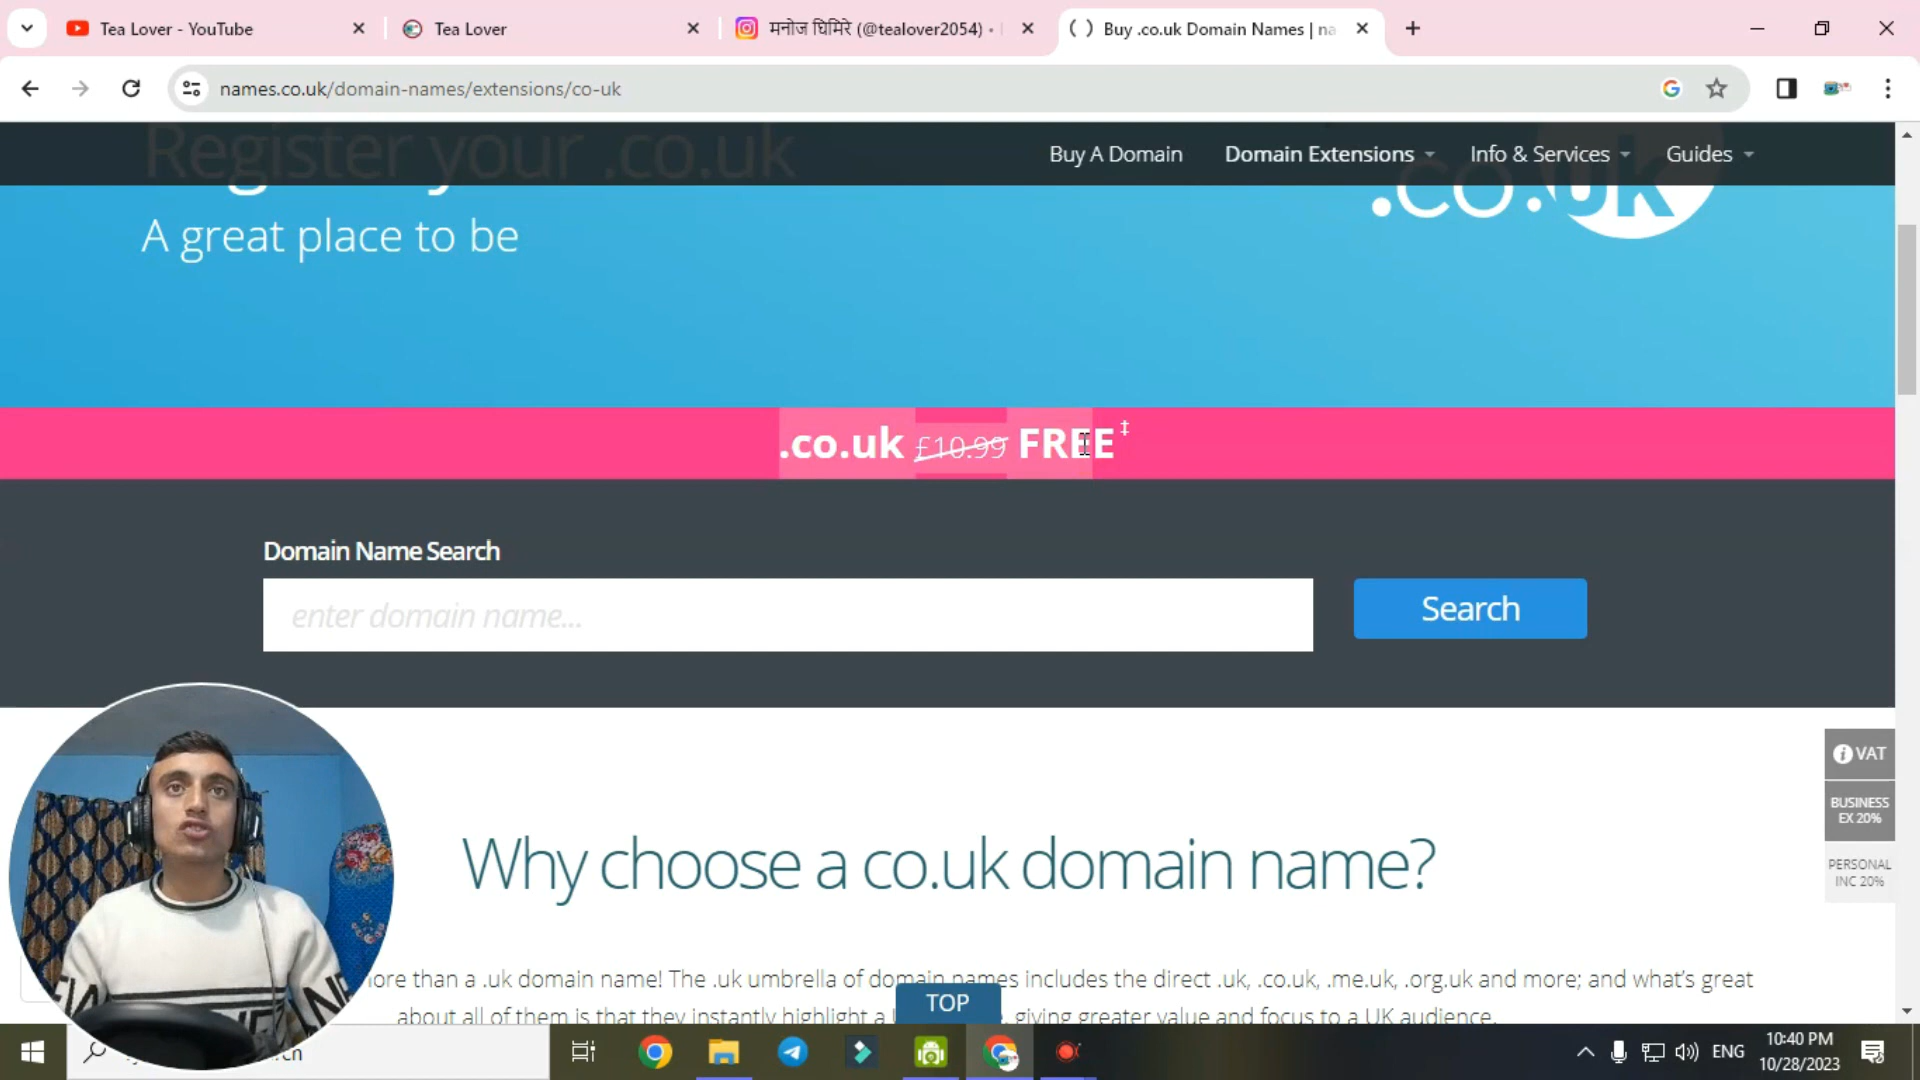 Tea Lover - YouTube
Tea Lover
मनोज घिमिरे (@tealover2054) •
Buy .co.uk Domain Names | na
names.co.uk/domain-names/extensions/co-uk
Register your .co.uk
Buy A Domain
Domain Extensions
Info & Services
Guides
.co.uk
A great place to be
.co.uk £10.99 FREE‡
Domain Name Search
enter domain name...
Search
VAT
BUSINESS
EX 20%
PERSONAL
INC 20%
Why choose a co.uk domain name?
ore than a .uk domain name! The .uk umbrella of domain names includes the direct .uk, .co.uk, .me.uk, .org.uk and more; and what's great
about all of them is that they instantly highlight a
giving greater value and focus to a UK audience.
TOP
ENG
10:40 PM
10/28/2023